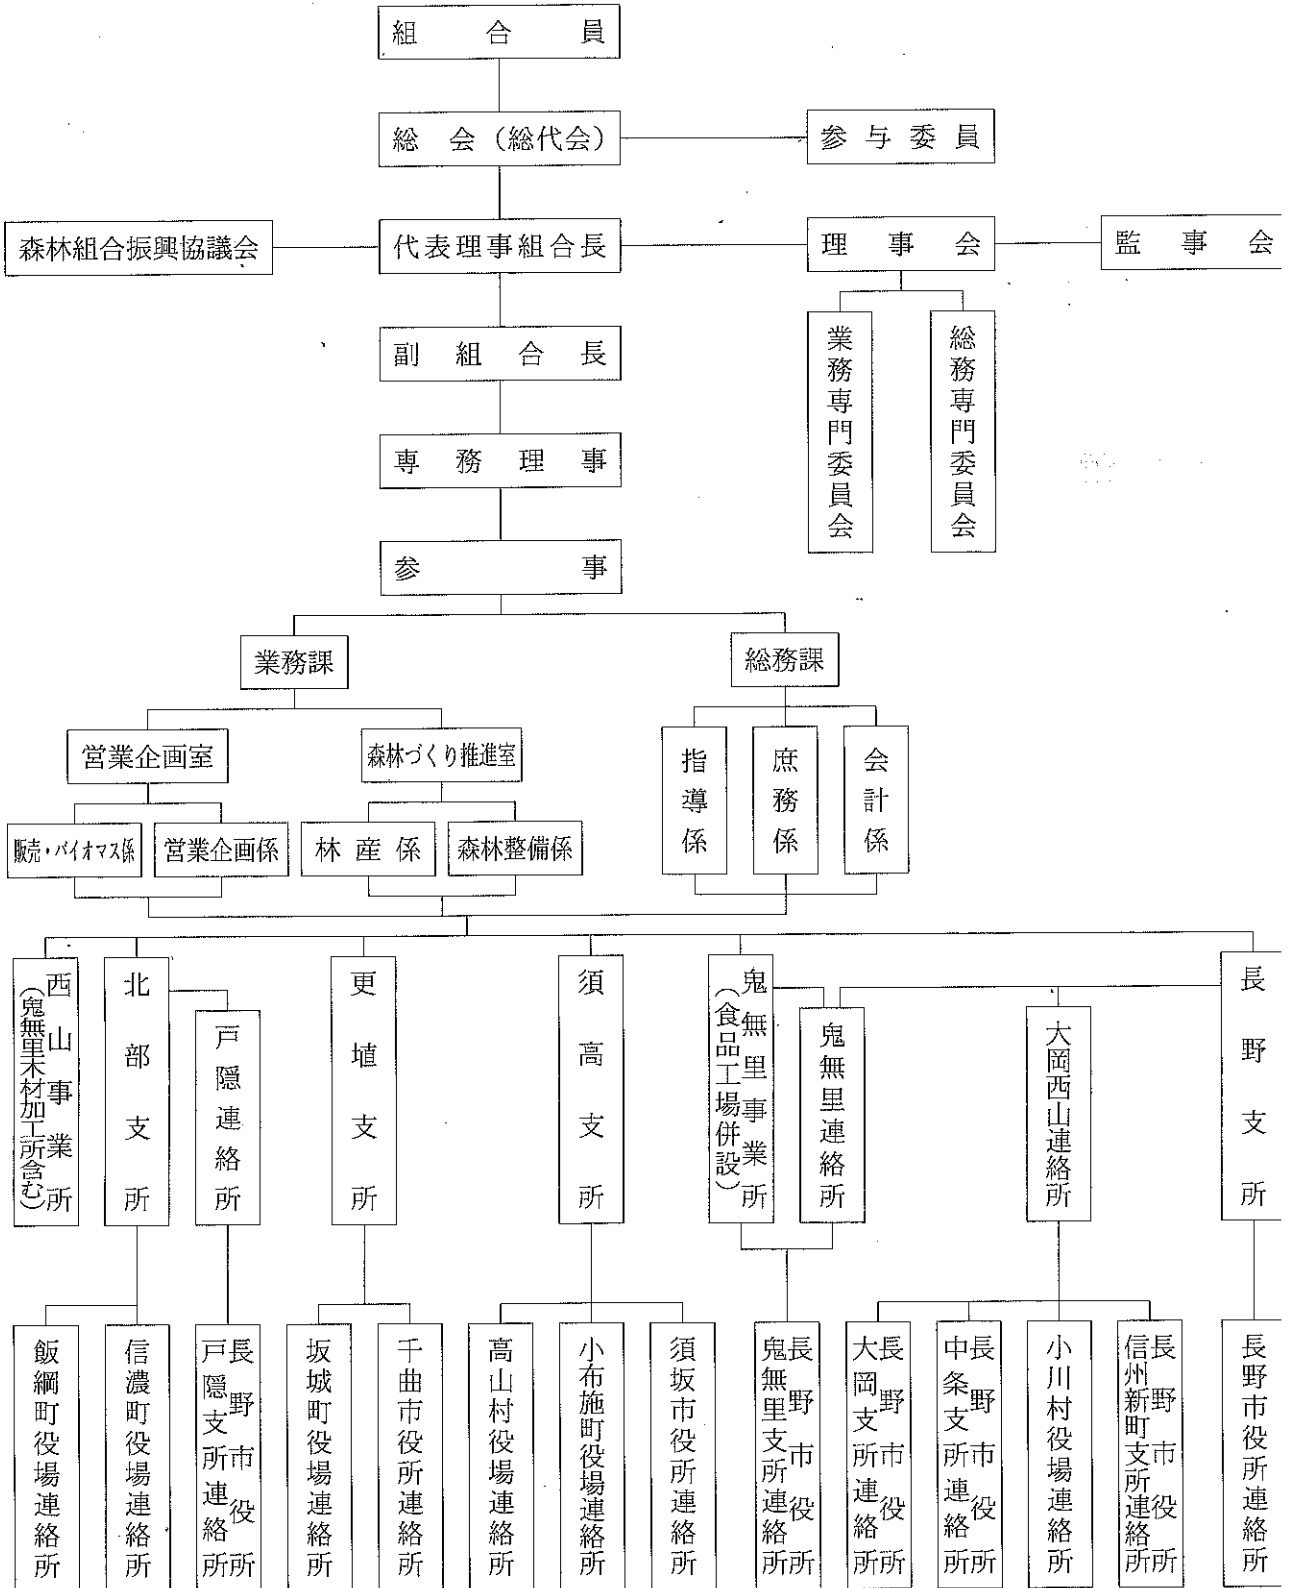 組合員
総会（総代会）
参与委員
森林組合振興協議会
代表理事組合長
理事会
監事会
副組合長
業務専門委員会
総務専門委員会
専務理事
参事
業務課
総務課
営業企画室
森林づくり推進室
指導係
庶務係
会計係
販売・バイオマス係
営業企画係
林産係
森林整備係
西山事業所
（鬼無里木材加工所含む）
北部支所
戸隠連絡所
更埴支所
須高支所
鬼無里事業所
（食品工場併設）
鬼無里連絡所
大岡西山連絡所
長野支所
飯綱町役場連絡所
信濃町役場連絡所
長野市役所
戸隠支所連絡所
坂城町役場連絡所
千曲市役所連絡所
高山村役場連絡所
小布施町役場連絡所
須坂市役所連絡所
長野市役所
鬼無里支所連絡所
長野市役所
大岡支所連絡所
長野市役所
中条支所連絡所
小川村役場連絡所
長野市役所
信州新町支所連絡所
長野市役所連絡所